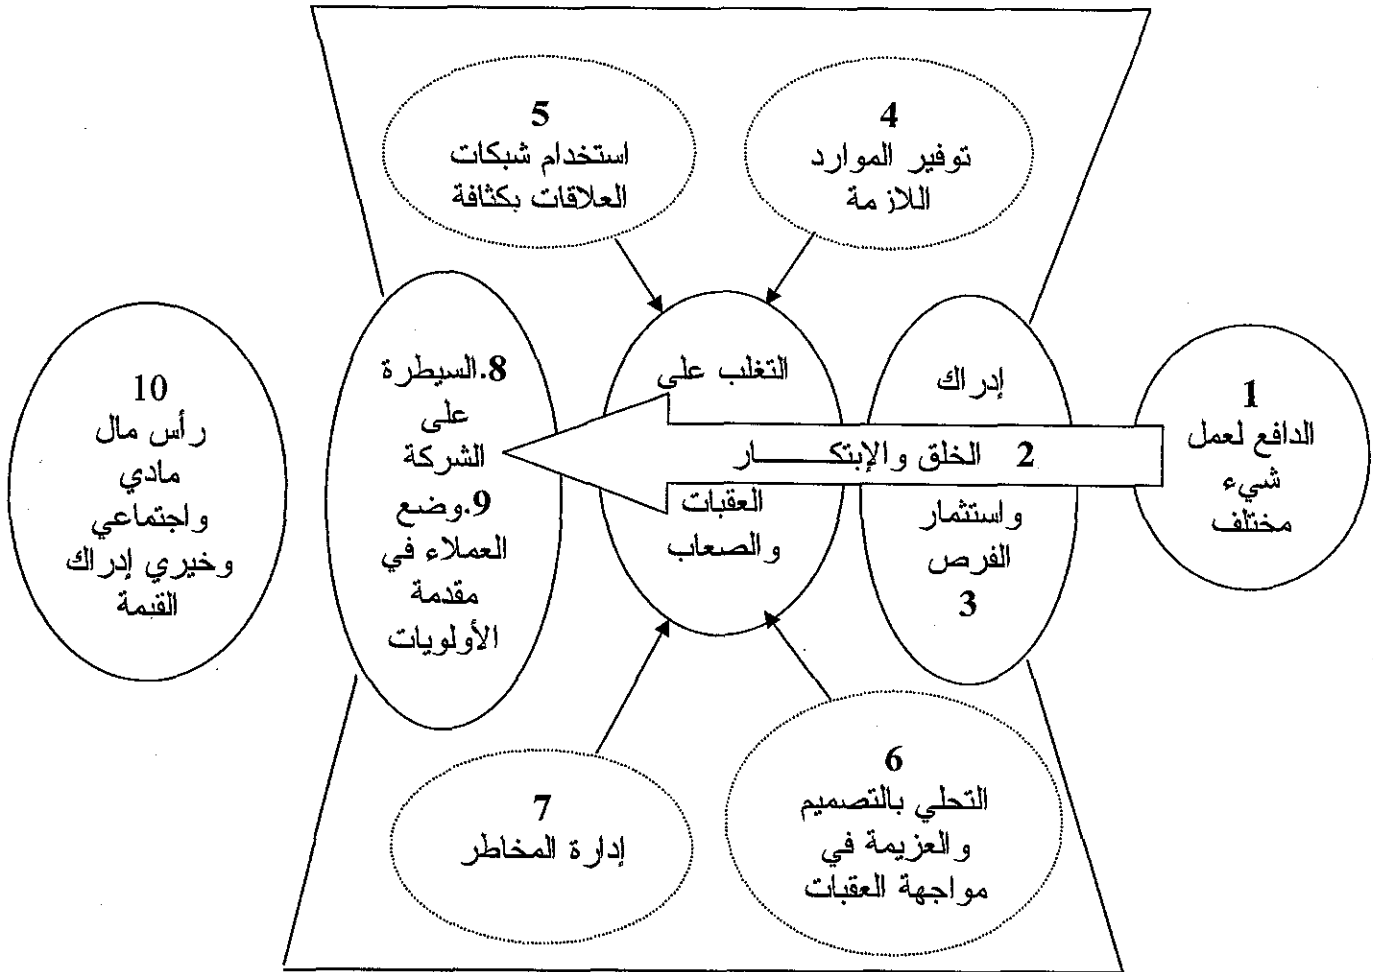 5
استخدام شبكات
العلاقات بكثافة
4
توفير الموارد
اللازمة
1
الدافع لعمل
شيء
مختلف
2 الخلق والإبتكـــــار
إدراك
واستثمار
الفرص
3
التغلب على
العقبات
والصعاب
8.السيطرة
على
الشركة
9.وضع
العملاء في
مقدمة
الأولويات
10
رأس مال
مادي
واجتماعي
وخيري إدراك
القيمة
6
التحلي بالتصميم
والعزيمة في
مواجهة العقبات
7
إدارة المخاطر